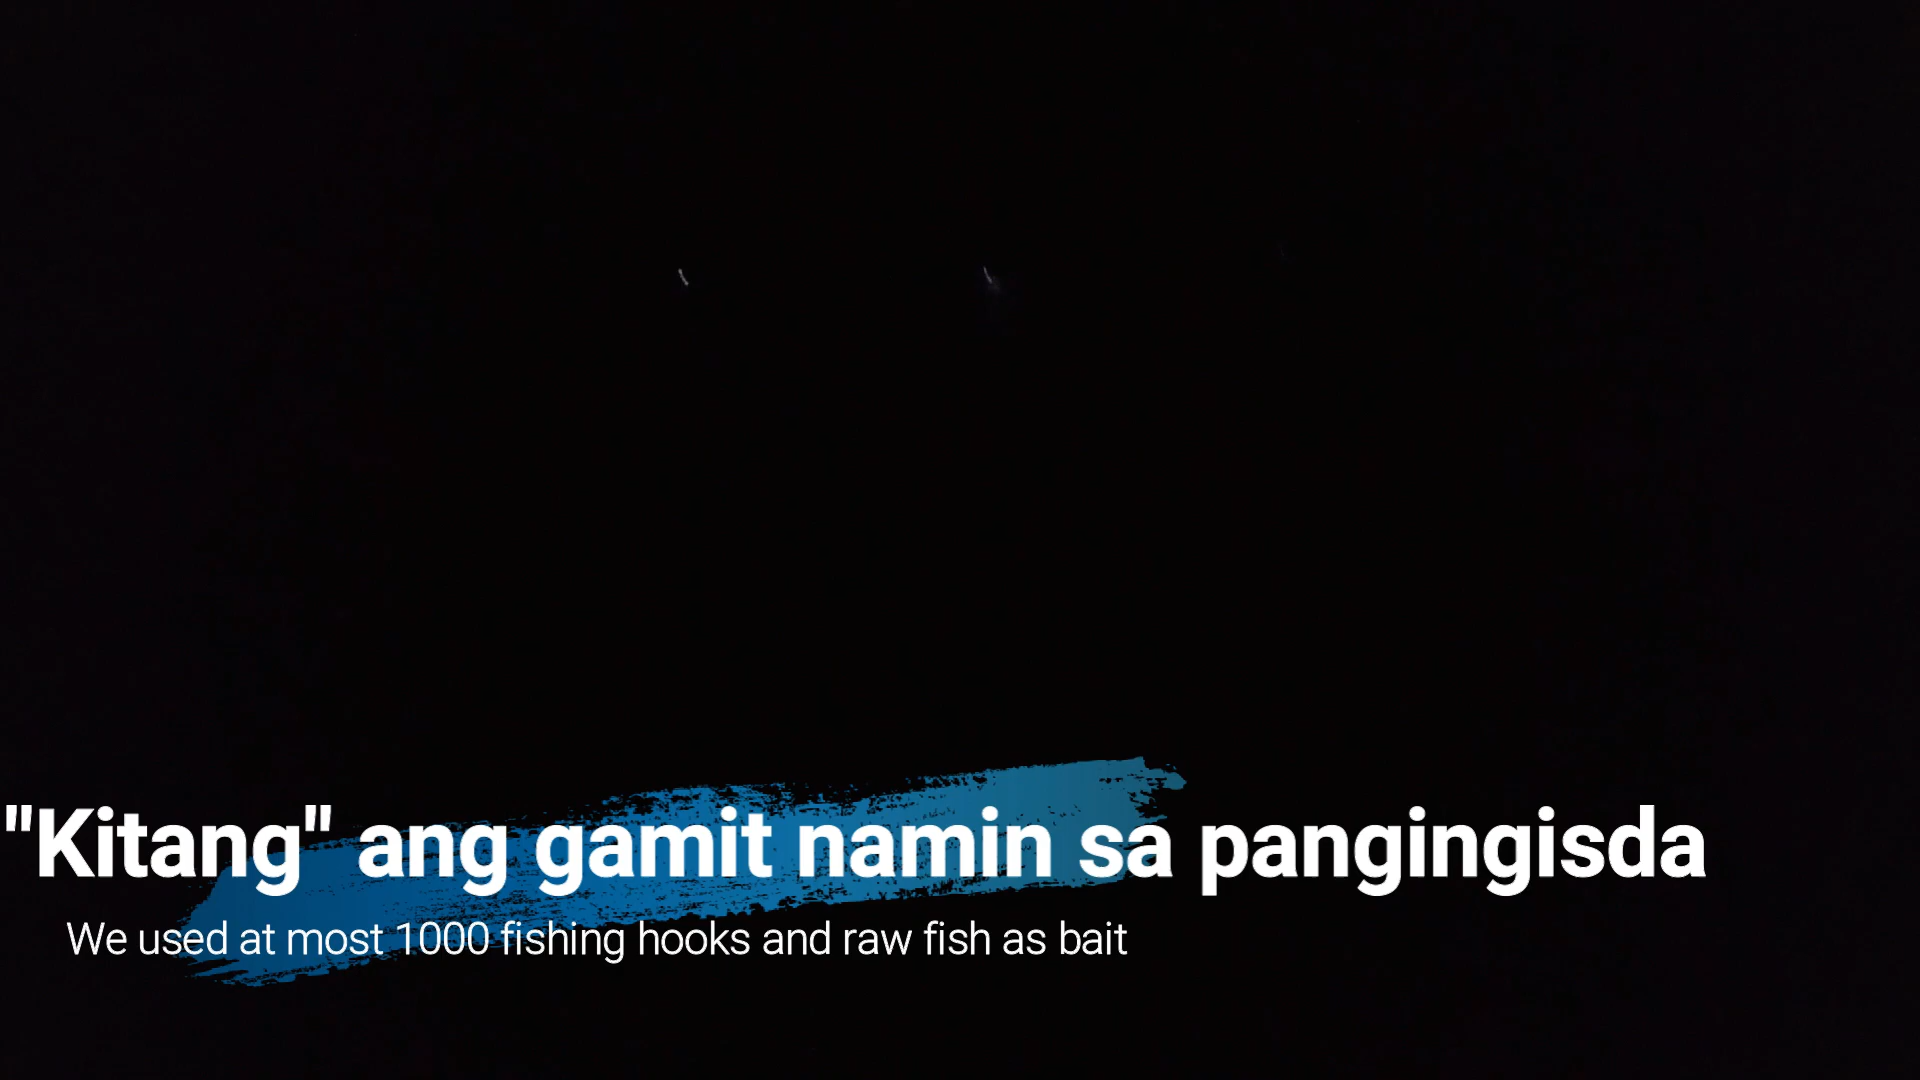 "Kitang" ang gamit namin sa pangingisda
We used at most 1000 fishing hooks and raw fish as bait